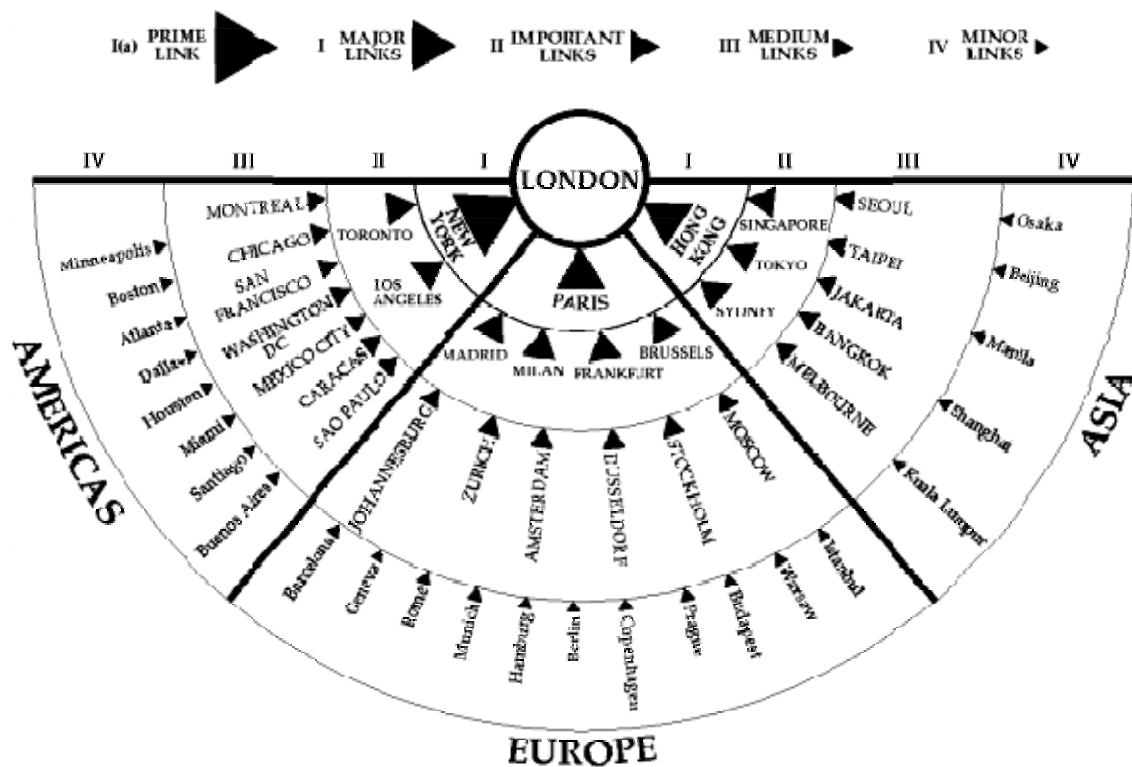 I(a) PRIME LINK
I MAJOR LINKS
II IMPORTANT LINKS
III MEDIUM LINKS
IV MINOR LINKS
IV
III
II
I
LONDON
I
II
III
IV
NEW YORK
PARIS
HONG KONG
TORONTO
LOS ANGELES
MADRID
MILAN
FRANKFURT
BRUSSELS
SINGAPORE
TOKYO
SYDNEY
MONTREAL
CHICAGO
SAN FRANCISCO
WASHINGTON DC
MEXICO CITY
CARACAS
SAO PAULO
JOHANNESBURG
ZURICH
AMSTERDAM
DUSSELDORF
STOCKHOLM
MOSCOW
SEOUL
TAIPEI
JAKARTA
BANGKOK
MELBOURNE
Minneapolis
Boston
Atlanta
Dallas
Houston
Miami
Santiago
Buenos Aires
Barcelona
Geneva
Rome
Munich
Hamburg
Berlin
Copenhagen
Prague
Budapest
Warszw
Istanbul
Osaka
Beijing
Manila
Shanghai
Kuala Lumpur
AMERICAS
EUROPE
ASIA